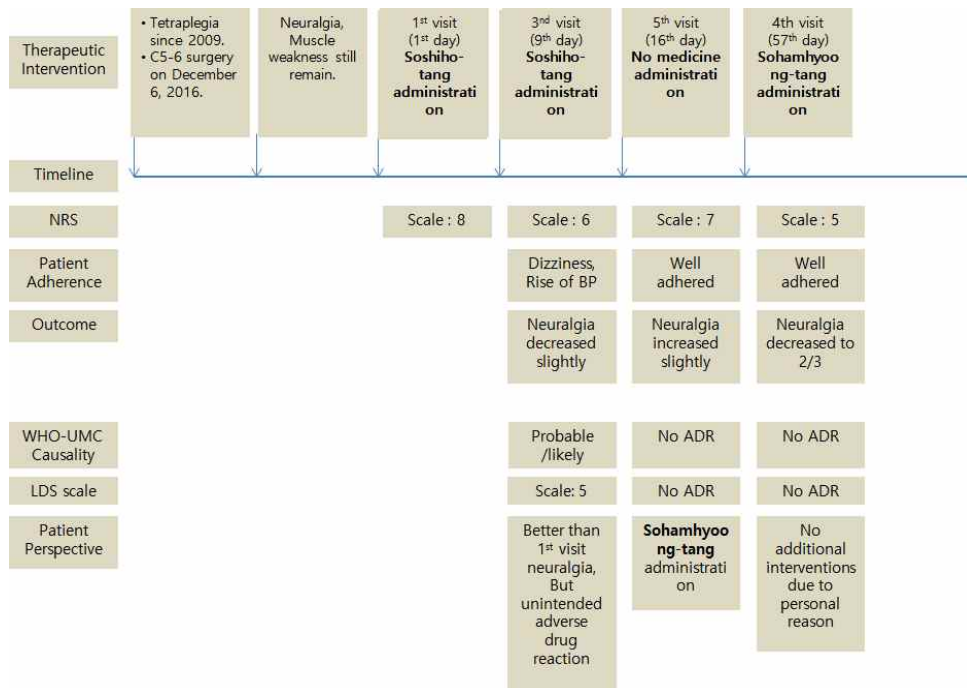 Therapeutic
Intervention
• Tetraplegia
since 2009.
• C5-6 surgery
on December
6, 2016.
Neuralgia,
Muscle
weakness still
remain.
1st visit
(1st day)
Soshiho-
tang
administrati
on
3nd visit
(9th day)
Soshiho-
tang
administrati
on
5th visit
(16th day)
No medicine
administrati
on
4th visit
(57th day)
Sohamhyoo
ng-tang
administrati
on
Timeline
NRS
Scale : 8
Scale : 6
Scale : 7
Scale : 5
Patient
Adherence
Dizziness,
Rise of BP
Well
adhered
Well
adhered
Outcome
Neuralgia
decreased
slightly
Neuralgia
increased
slightly
Neuralgia
decreased to
2/3
WHO-UMC
Causality
Probable
/likely
No ADR
No ADR
LDS scale
Scale: 5
No ADR
No ADR
Patient
Perspective
Better than
1st visit
neuralgia,
But
unintended
adverse
drug
reaction
Sohamhyoo
ng-tang
administrati
on
No
additional
interventions
due to
personal
reason